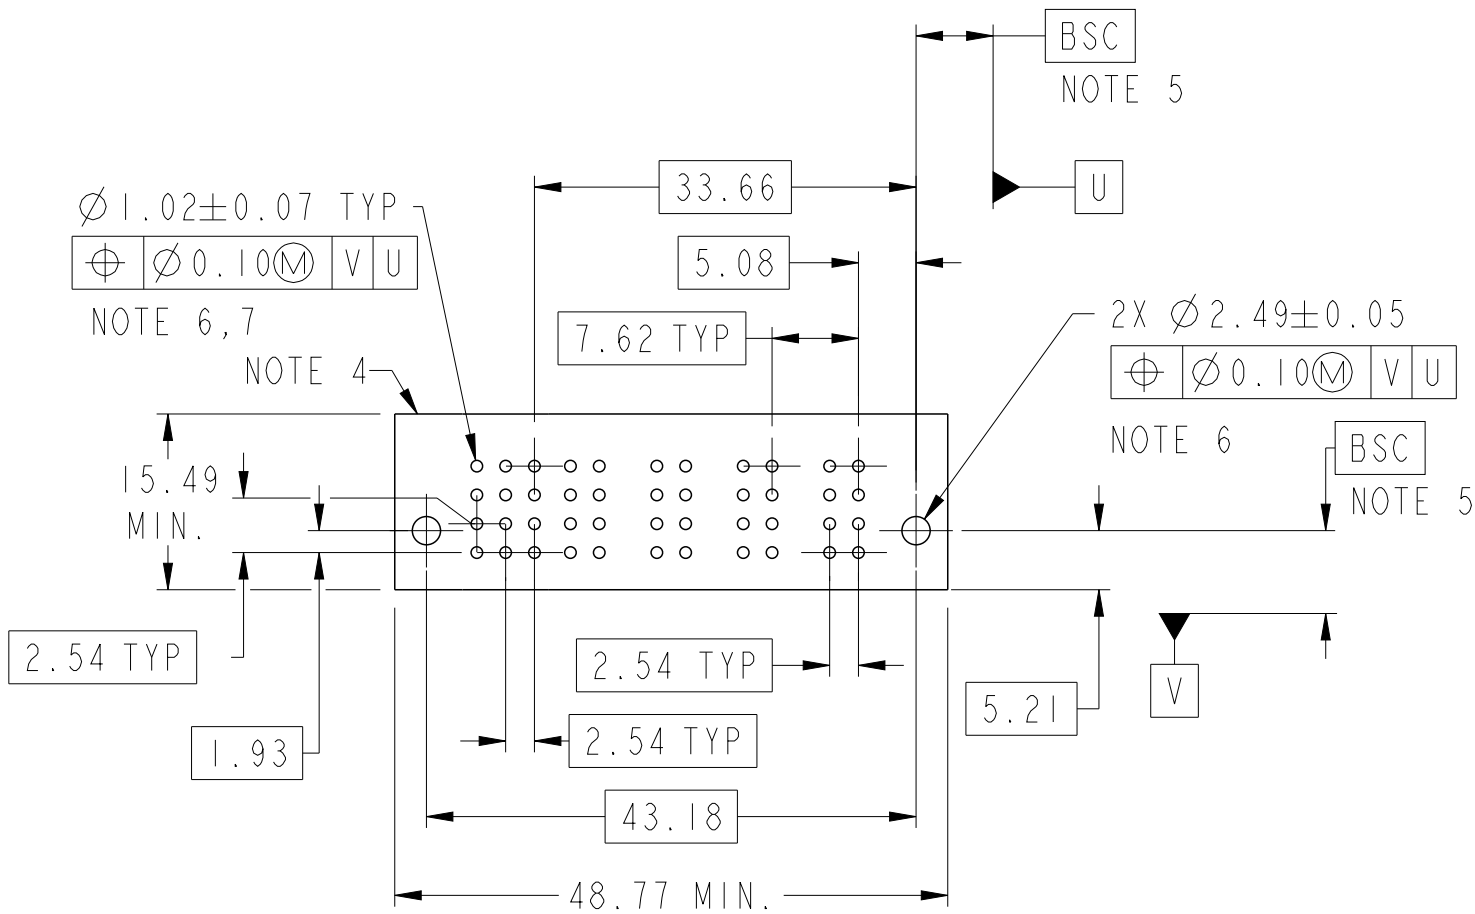 BSC
NOTE 5
33.66
U
Ø1.02±0.07 TYP
⌖ Ø0.10Ⓜ V U
NOTE 6,7
5.08
2X Ø2.49±0.05
⌖ Ø0.10Ⓜ V U
NOTE 6
7.62 TYP
NOTE 4
BSC
NOTE 5
15.49
MIN.
2.54 TYP
2.54 TYP
5.21
V
1.93
2.54 TYP
43.18
48.77 MIN.